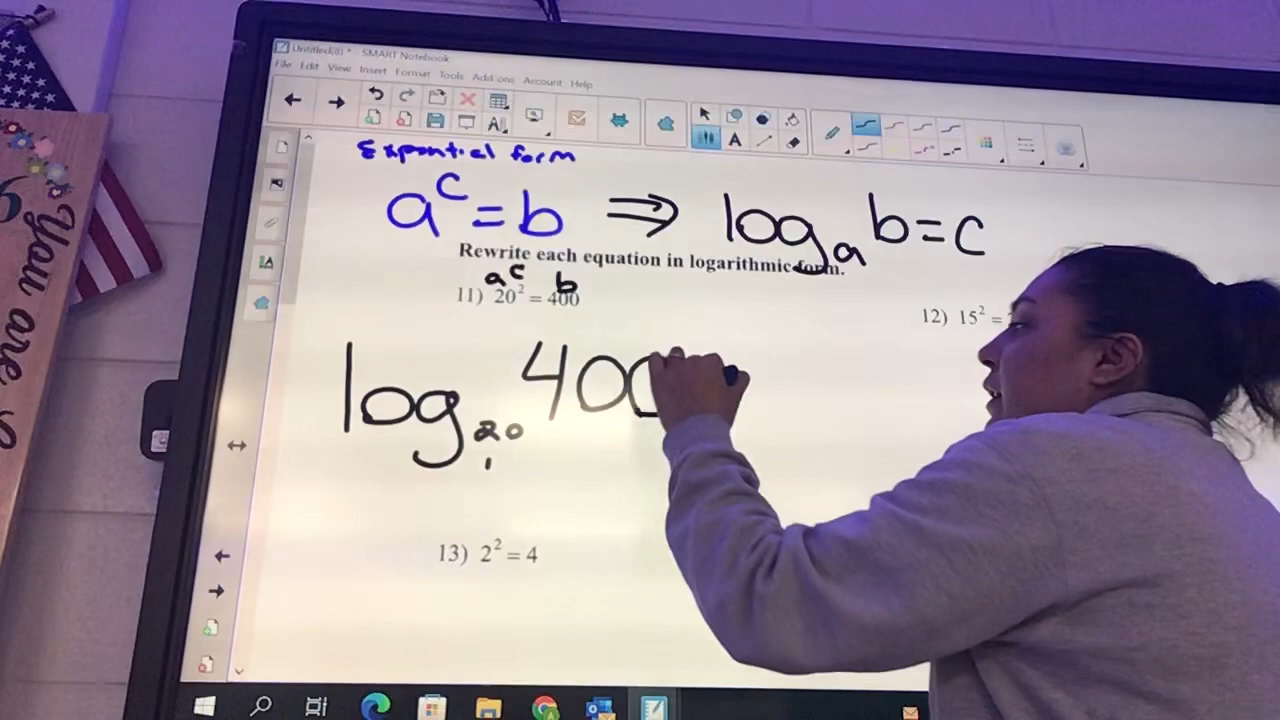 Untitled(8) * SMART Notebook
File Edit View Insert Format Tools Add-ons Account Help
Expontial form
a^c = b ⇒ log_a b = c
Rewrite each equation in logarithmic form.
a^c b
11) 20² = 400
12) 15² =
log_20 400
13) 2² = 4
You are